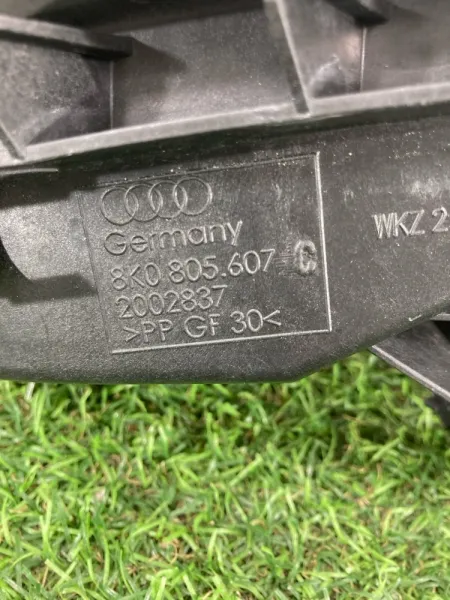 Germany
8K0 805.607 C
2002837
>PP GF 30<
WKZ 2